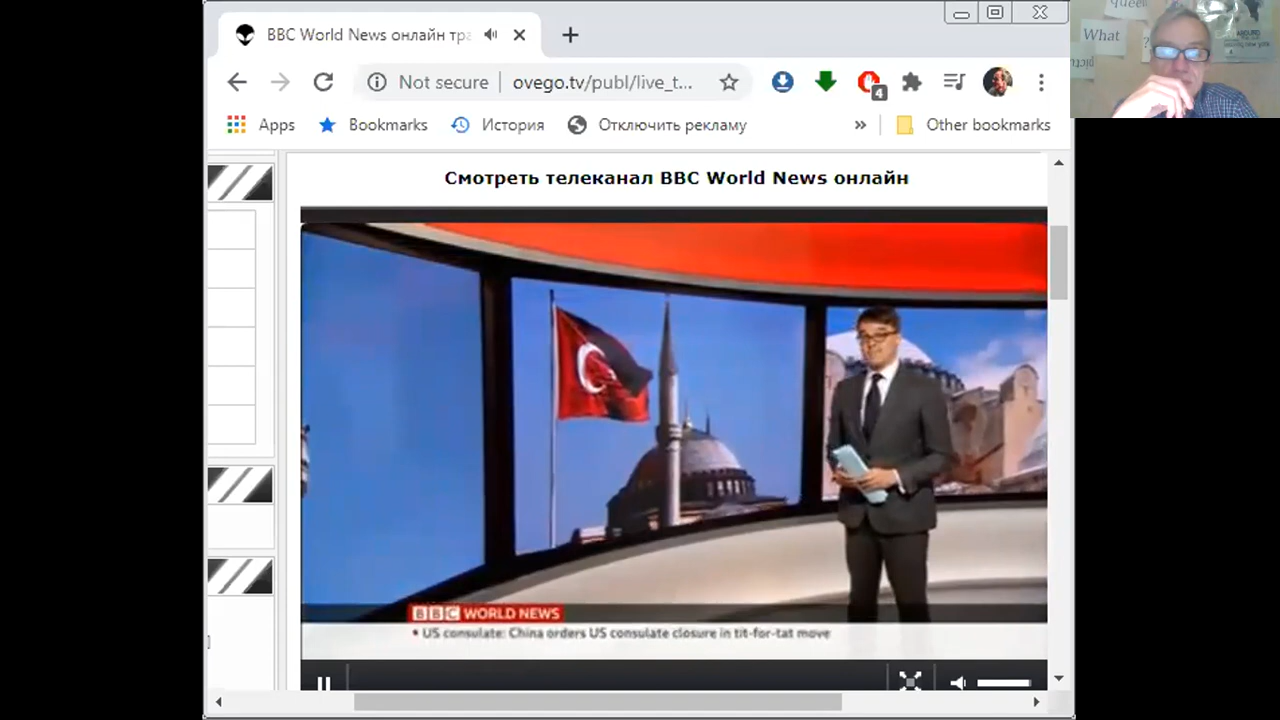 BBC World News онлайн тра
Not secure
ovego.tv/publ/live_t...
4
Apps
Bookmarks
История
Отключить рекламу
»
Other bookmarks
Смотреть телеканал BBC World News онлайн
BBC WORLD NEWS
• US consulate: China orders US consulate closure in tit-for-tat move
What
?